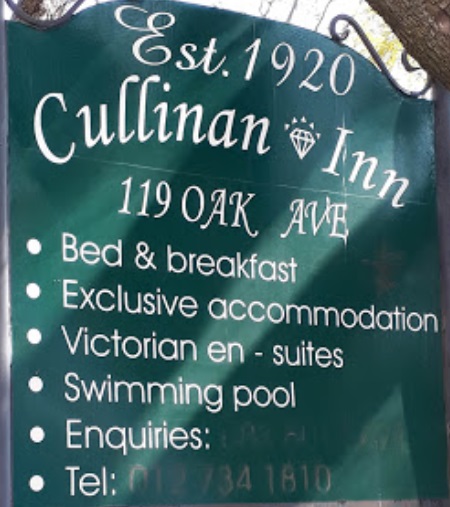 Est. 1920
Cullinan Inn
119 OAK AVE
• Bed & breakfast
• Exclusive accommodation
• Victorian en - suites
• Swimming pool
• Enquiries:
• Tel: 012 734 1810